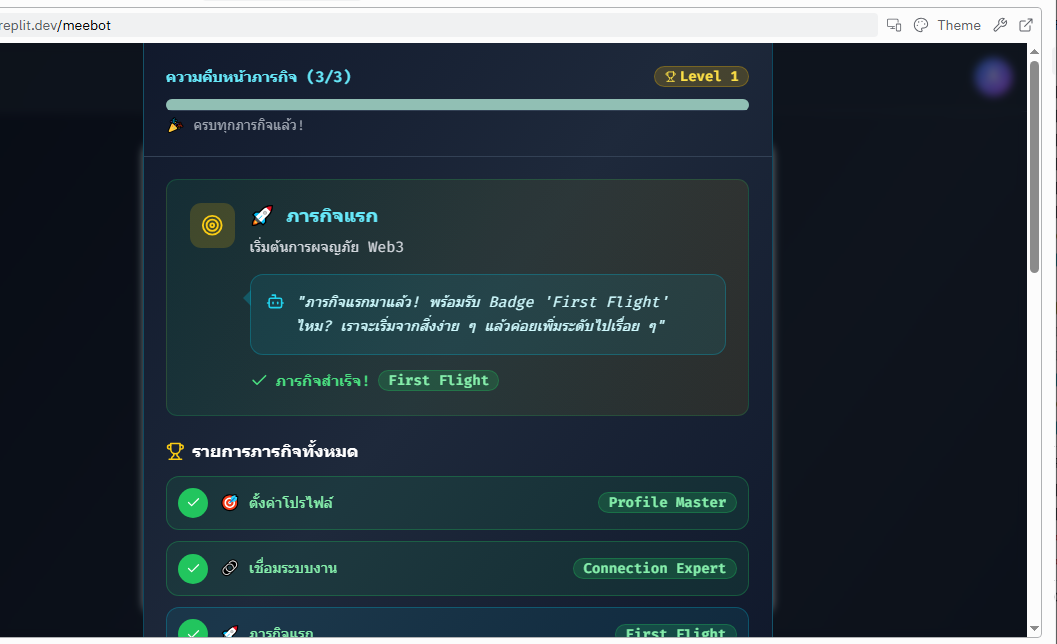 replit.dev/meebot
Theme
ความคืบหน้าภารกิจ (3/3)
Level 1
ครบทุกภารกิจแล้ว!
ภารกิจแรก
เริ่มต้นการผจญภัย Web3
"ภารกิจแรกมาแล้ว! พร้อมรับ Badge 'First Flight'
ไหม? เราจะเริ่มจากสิ่งง่าย ๆ แล้วค่อยเพิ่มระดับไปเรื่อย ๆ"
ภารกิจสำเร็จ! First Flight
รายการภารกิจทั้งหมด
ตั้งค่าโปรไฟล์
Profile Master
เชื่อมระบบงาน
Connection Expert
ภารกิจแรก
First Flight